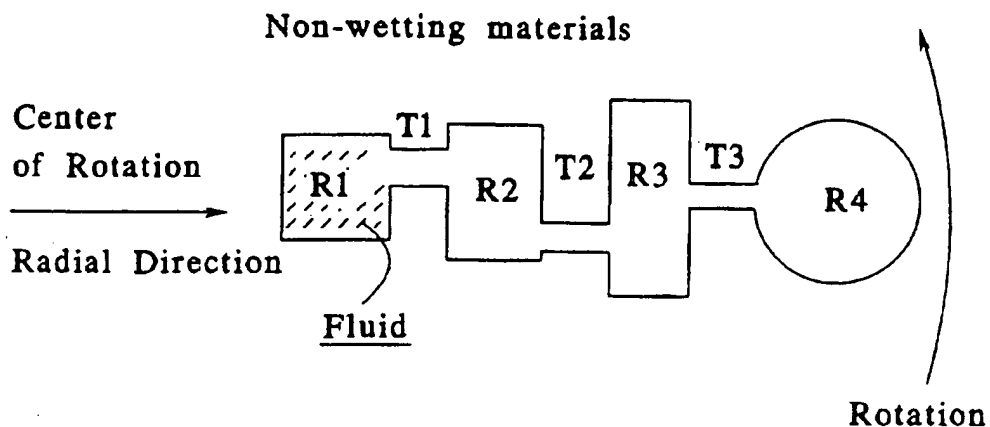 Non-wetting materials
Center
of Rotation
Radial Direction
R1
T1
R2
T2
R3
T3
R4
Fluid
Rotation